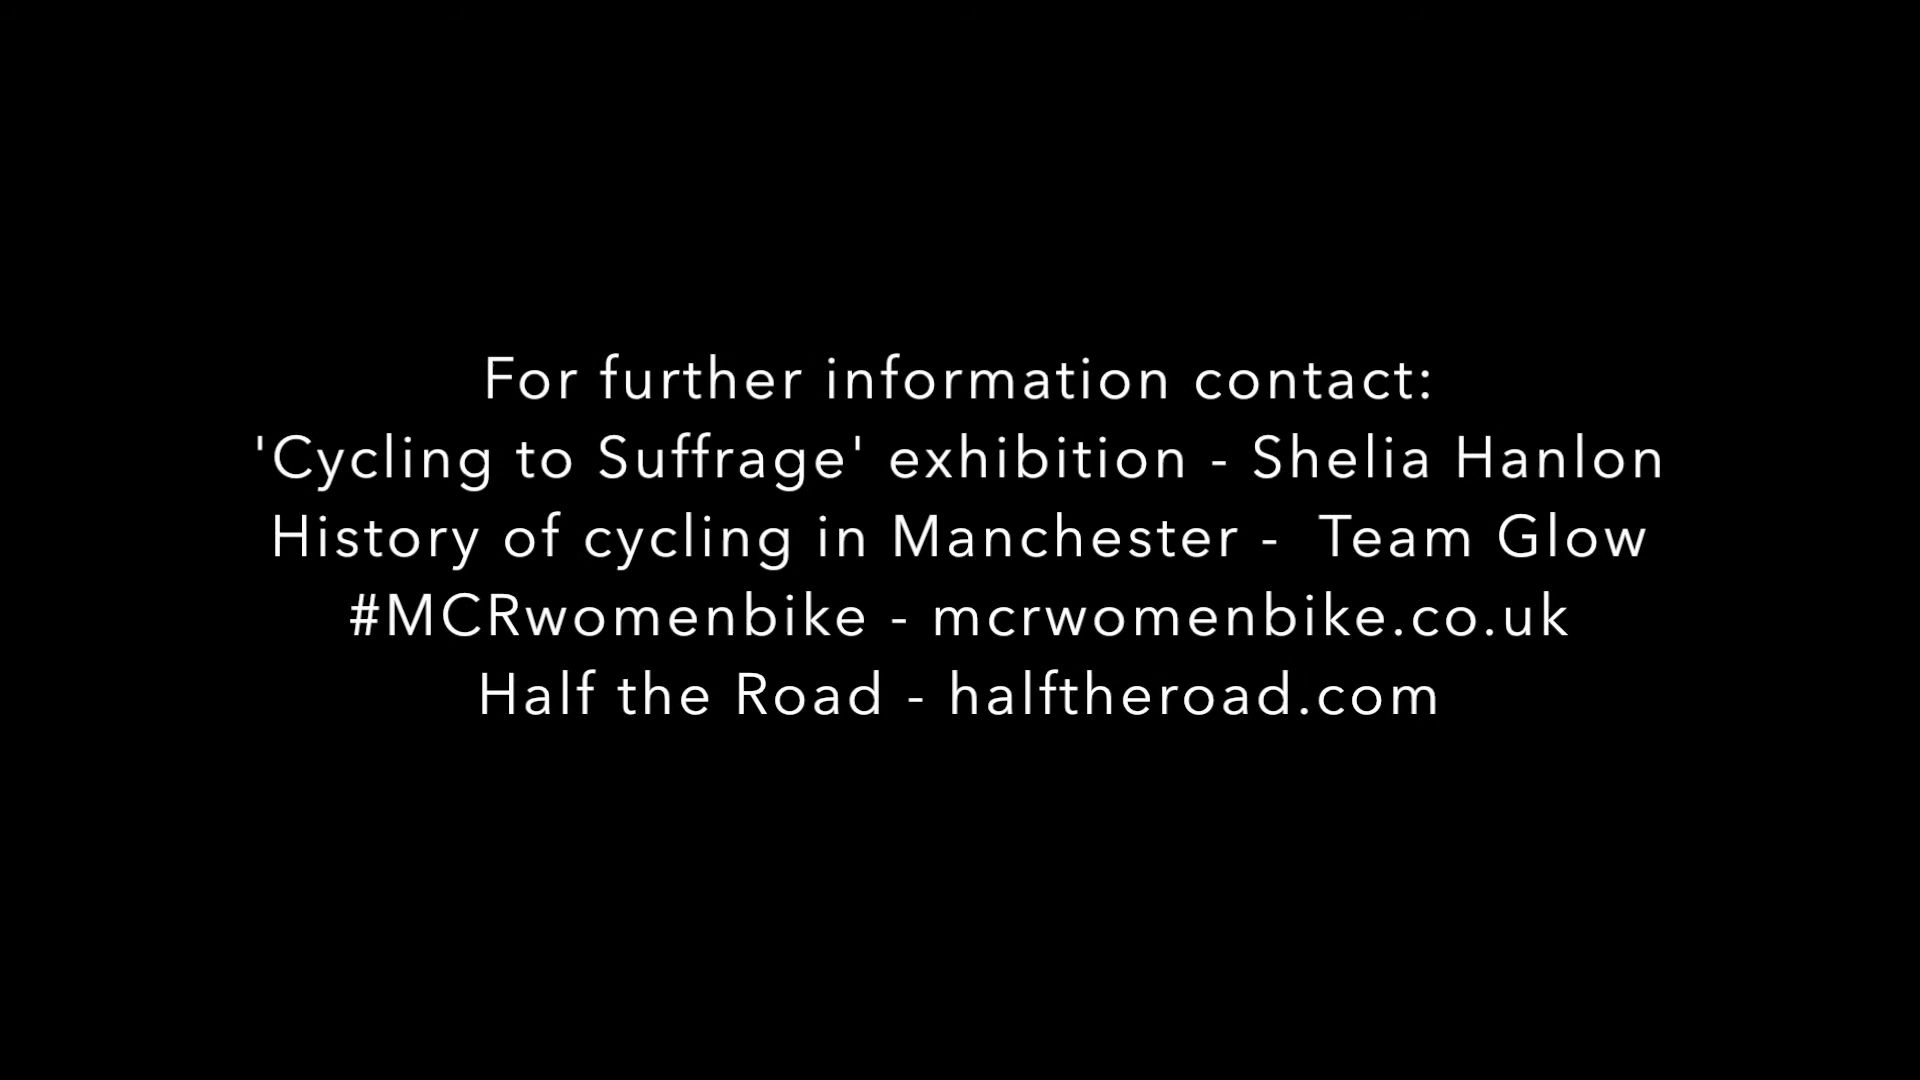 For further information contact:
'Cycling to Suffrage' exhibition - Shelia Hanlon
History of cycling in Manchester -  Team Glow
#MCRwomenbike - mcrwomenbike.co.uk
Half the Road - halftheroad.com